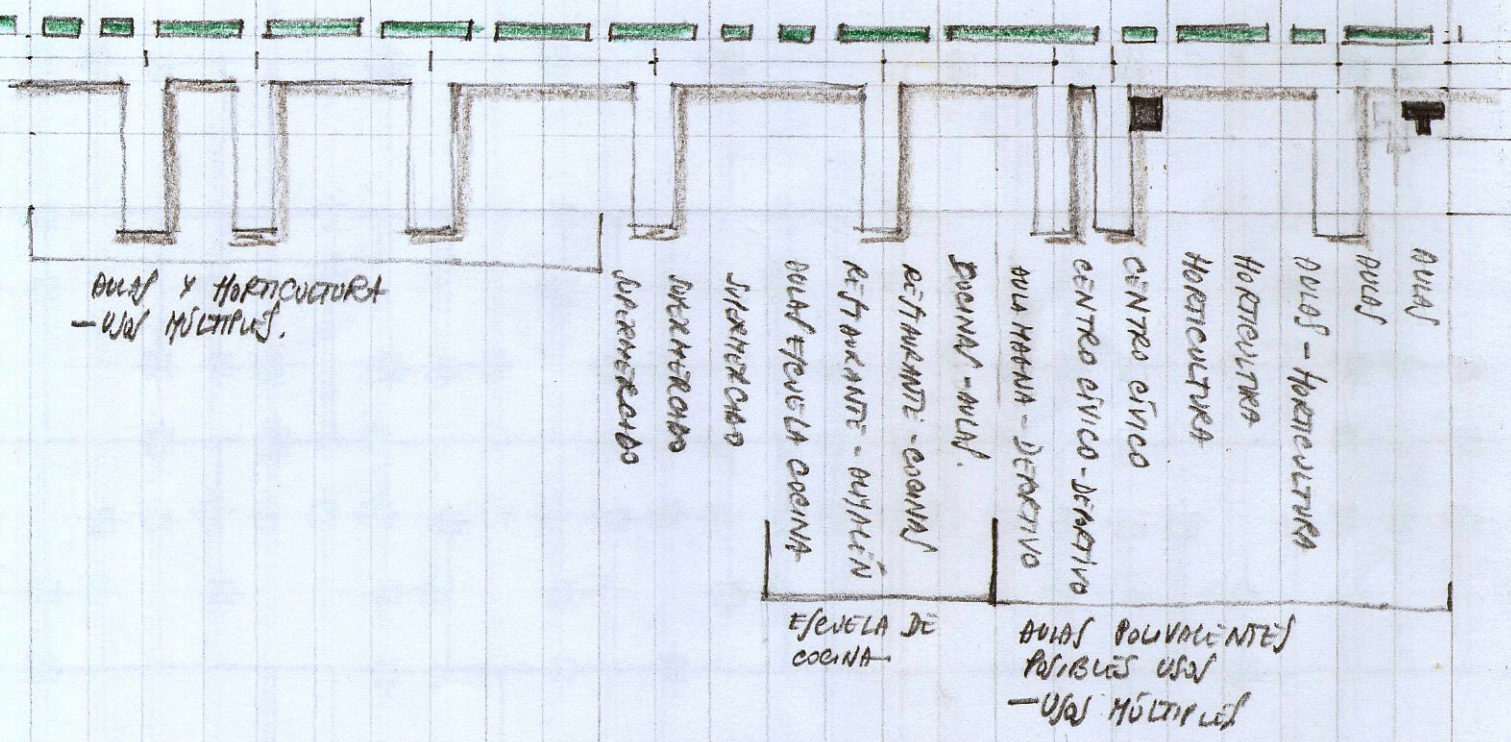 AULAS Y HORTICULTURA
– USOS MÚLTIPLES.
SUPERMERCADO
SUPERMERCADO
SUPERMERCADO
AULAS ESCUELA COCINA
RESTAURANTE - ALMACÉN
RESTAURANTE - COCINAS
COCINAS - AULAS.
AULA MAGNA - DEPORTIVO
CENTRO CÍVICO - DEPORTIVO
CENTRO CÍVICO
HORTICULTURA
HORTICULTURA
AULAS - HORTICULTURA
AULAS
AULAS
ESCUELA DE
COCINA
AULAS POLIVALENTES
POSIBLES USOS
– USOS MÚLTIPLES